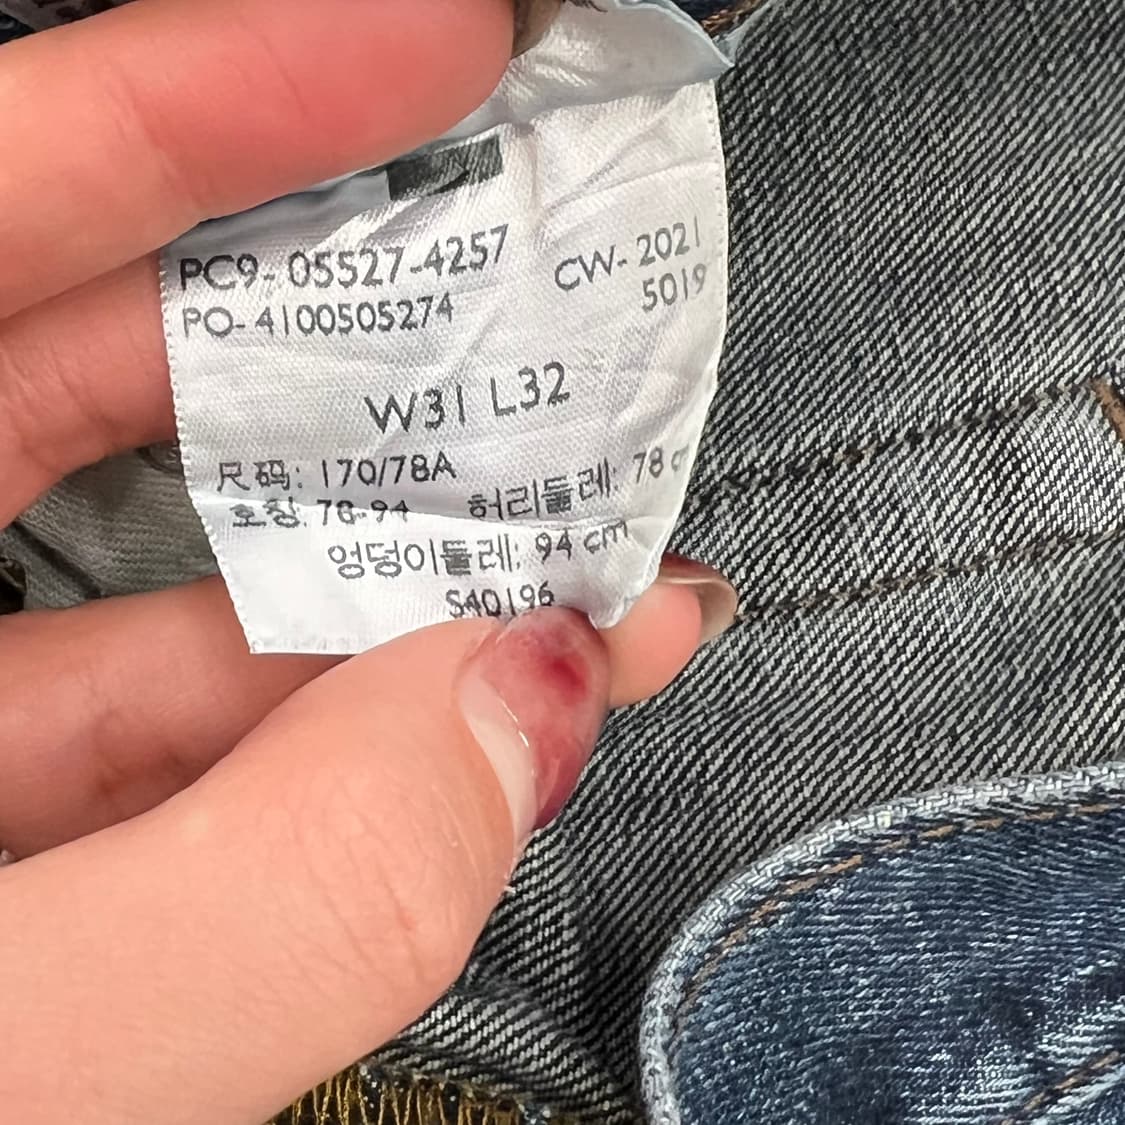 PC9-05527-4257
PO-4100505274
CW-2021
5019
W31 L32
尺码: 170/78A
호칭: 78-94 허리둘레: 78 c
엉덩이둘레: 94 cm
S40196